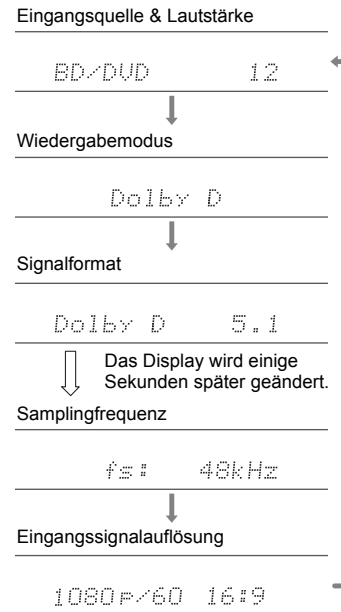 Eingangsquelle & Lautstärke
BD/DVD 12
Wiedergabemodus
Dolby D
Signalformat
Dolby D 5.1
Das Display wird einige
Sekunden später geändert.
Samplingfrequenz
fs: 48kHz
Eingangssignalauflösung
1080p/60 16:9